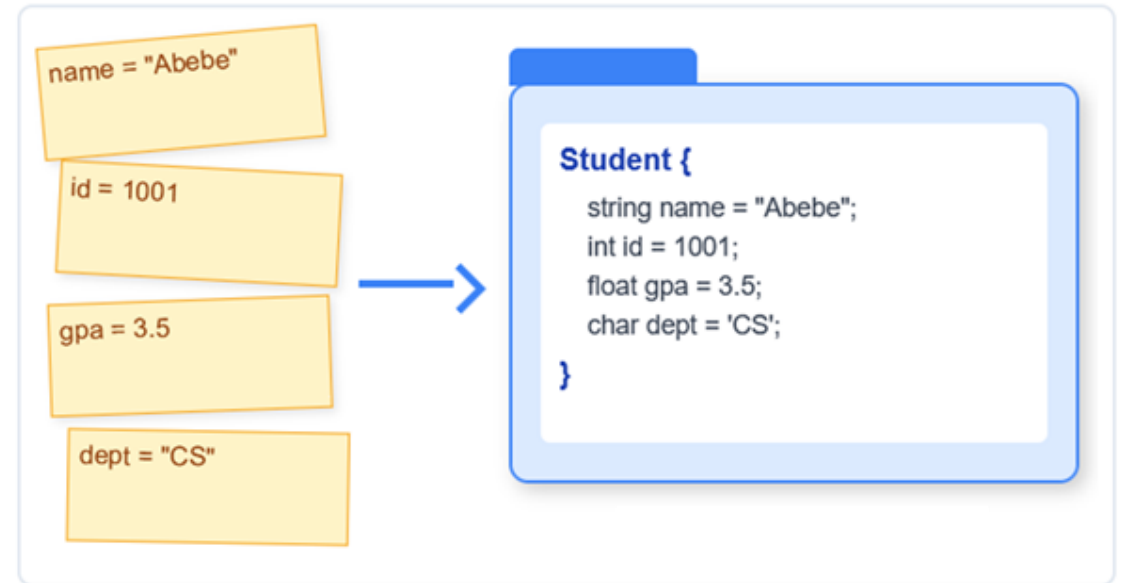 name = "Abebe"
id = 1001
gpa = 3.5
dept = "CS"
Student {
string name = "Abebe";
int id = 1001;
float gpa = 3.5;
char dept = 'CS';
}